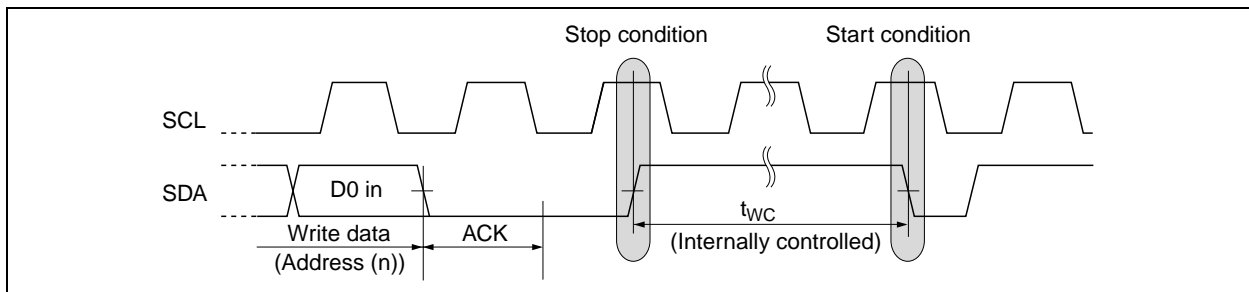 Stop condition
Start condition
SCL
SDA
D0 in
Write data
(Address (n))
ACK
tWC
(Internally controlled)